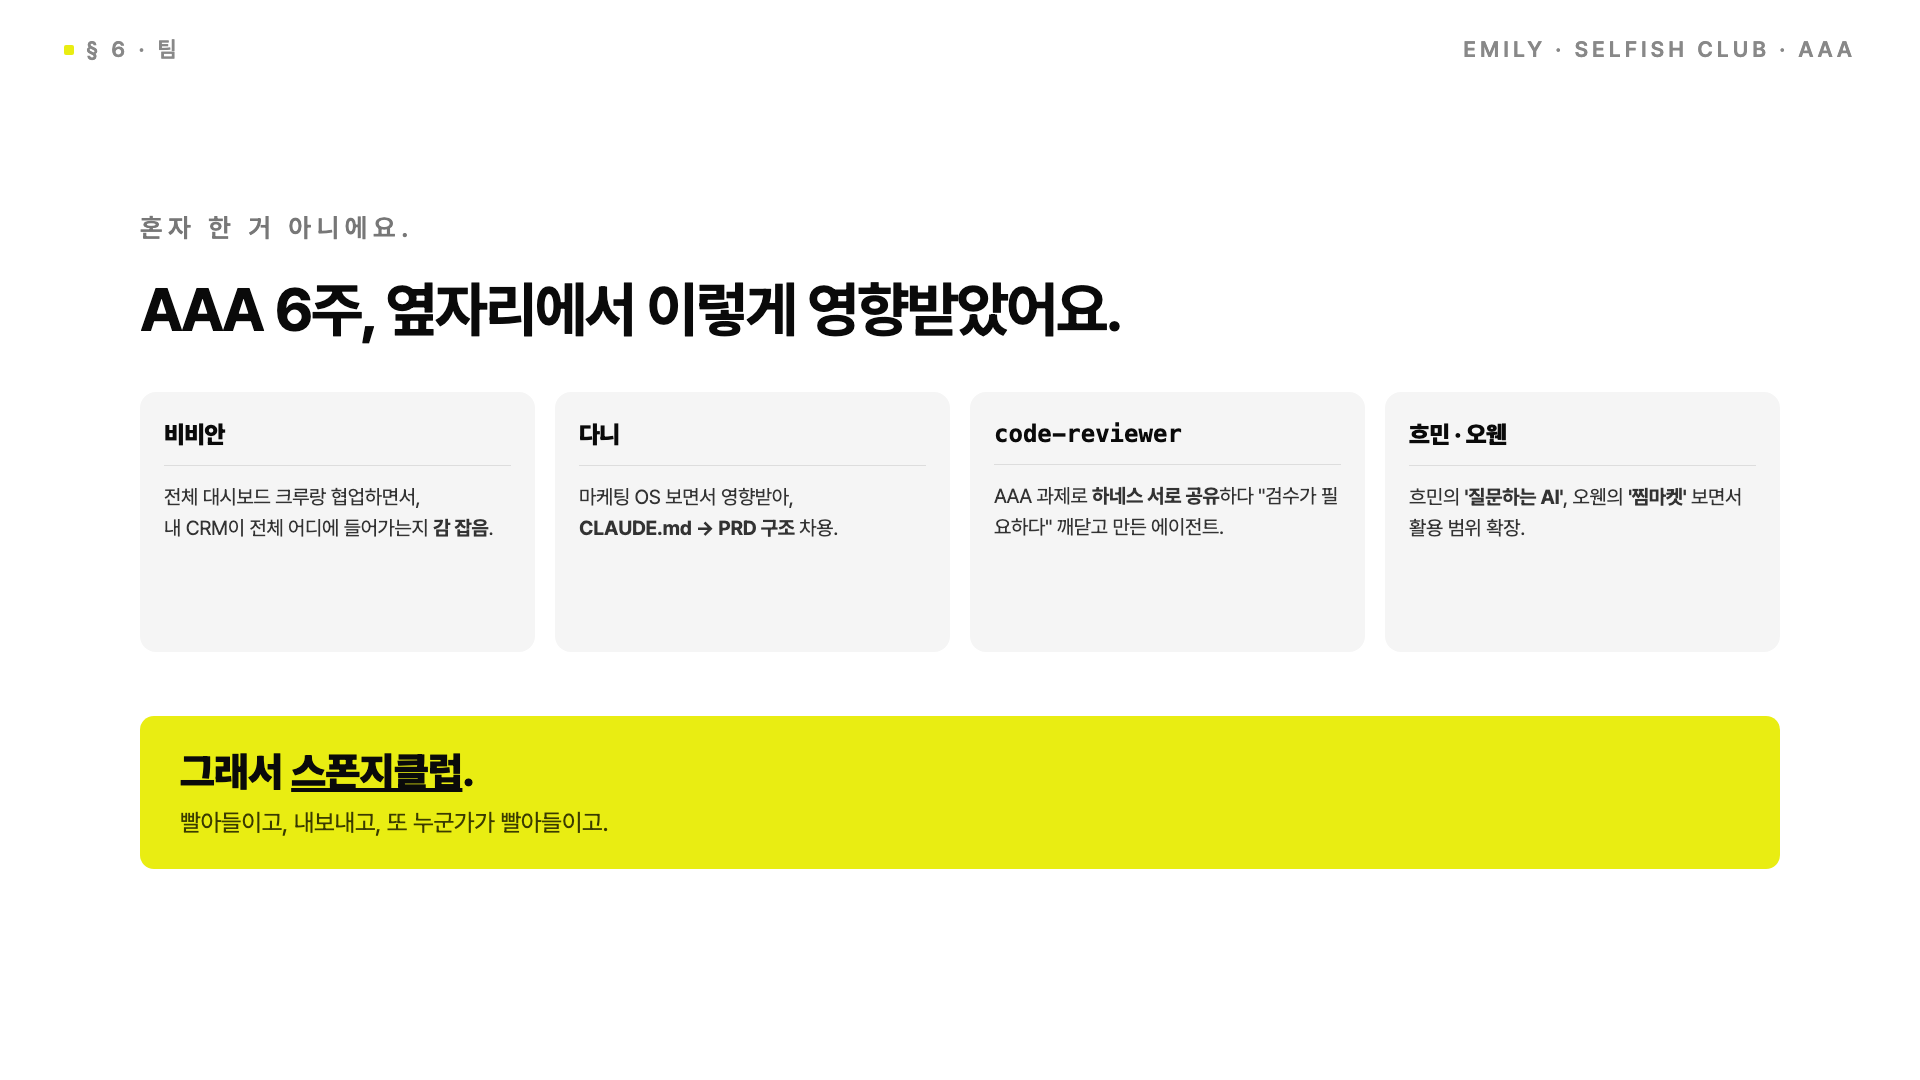 § 6 · 팀
EMILY · SELFISH CLUB · AAA
혼자 한 거 아니에요.
AAA 6주, 옆자리에서 이렇게 영향받았어요.
비비안
전체 대시보드 크루랑 협업하면서,
내 CRM이 전체 어디에 들어가는지 감 잡음.
다니
마케팅 OS 보면서 영향받아,
CLAUDE.md → PRD 구조 차용.
code-reviewer
AAA 과제로 하네스 서로 공유하다 "검수가 필
요하다" 깨닫고 만든 에이전트.
흐민 · 오웬
흐민의 '질문하는 AI', 오웬의 '찜마켓' 보면서
활용 범위 확장.
그래서 스폰지클럽.
빨아들이고, 내보내고, 또 누군가가 빨아들이고.